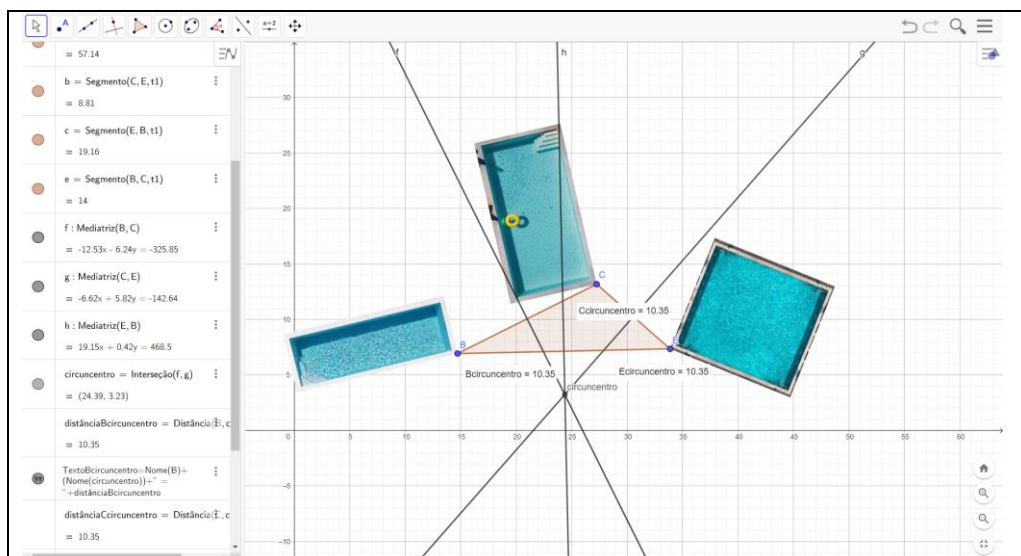 A
a=2
= 57.14
b = Segmento(C, E, t1)
= 8.81
c = Segmento(E, B, t1)
= 19.16
e = Segmento(B, C, t1)
= 14
f : Mediatriz(B, C)
= -12.53x - 6.24y = -325.85
g : Mediatriz(C, E)
= -6.62x + 5.82y = -142.64
h : Mediatriz(E, B)
= 19.15x + 0.42y = 468.5
circuncentro = Interseção(f, g)
= (24.39, 3.23)
distânciaBcircuncentro = Distância(B, c
= 10.35
TextoBcircuncentro=Nome(B)+
(Nome(circuncentro))+" =
"+distânciaBcircuncentro
distânciaCcircuncentro = Distância(C, c
= 10.35
f
h
g
30
25
20
15
10
5
C
Ccircuncentro = 10.35
B
E
Bcircuncentro = 10.35
Ecircuncentro = 10.35
circuncentro
0
5
10
15
20
25
30
35
40
45
50
55
60
-5
-10